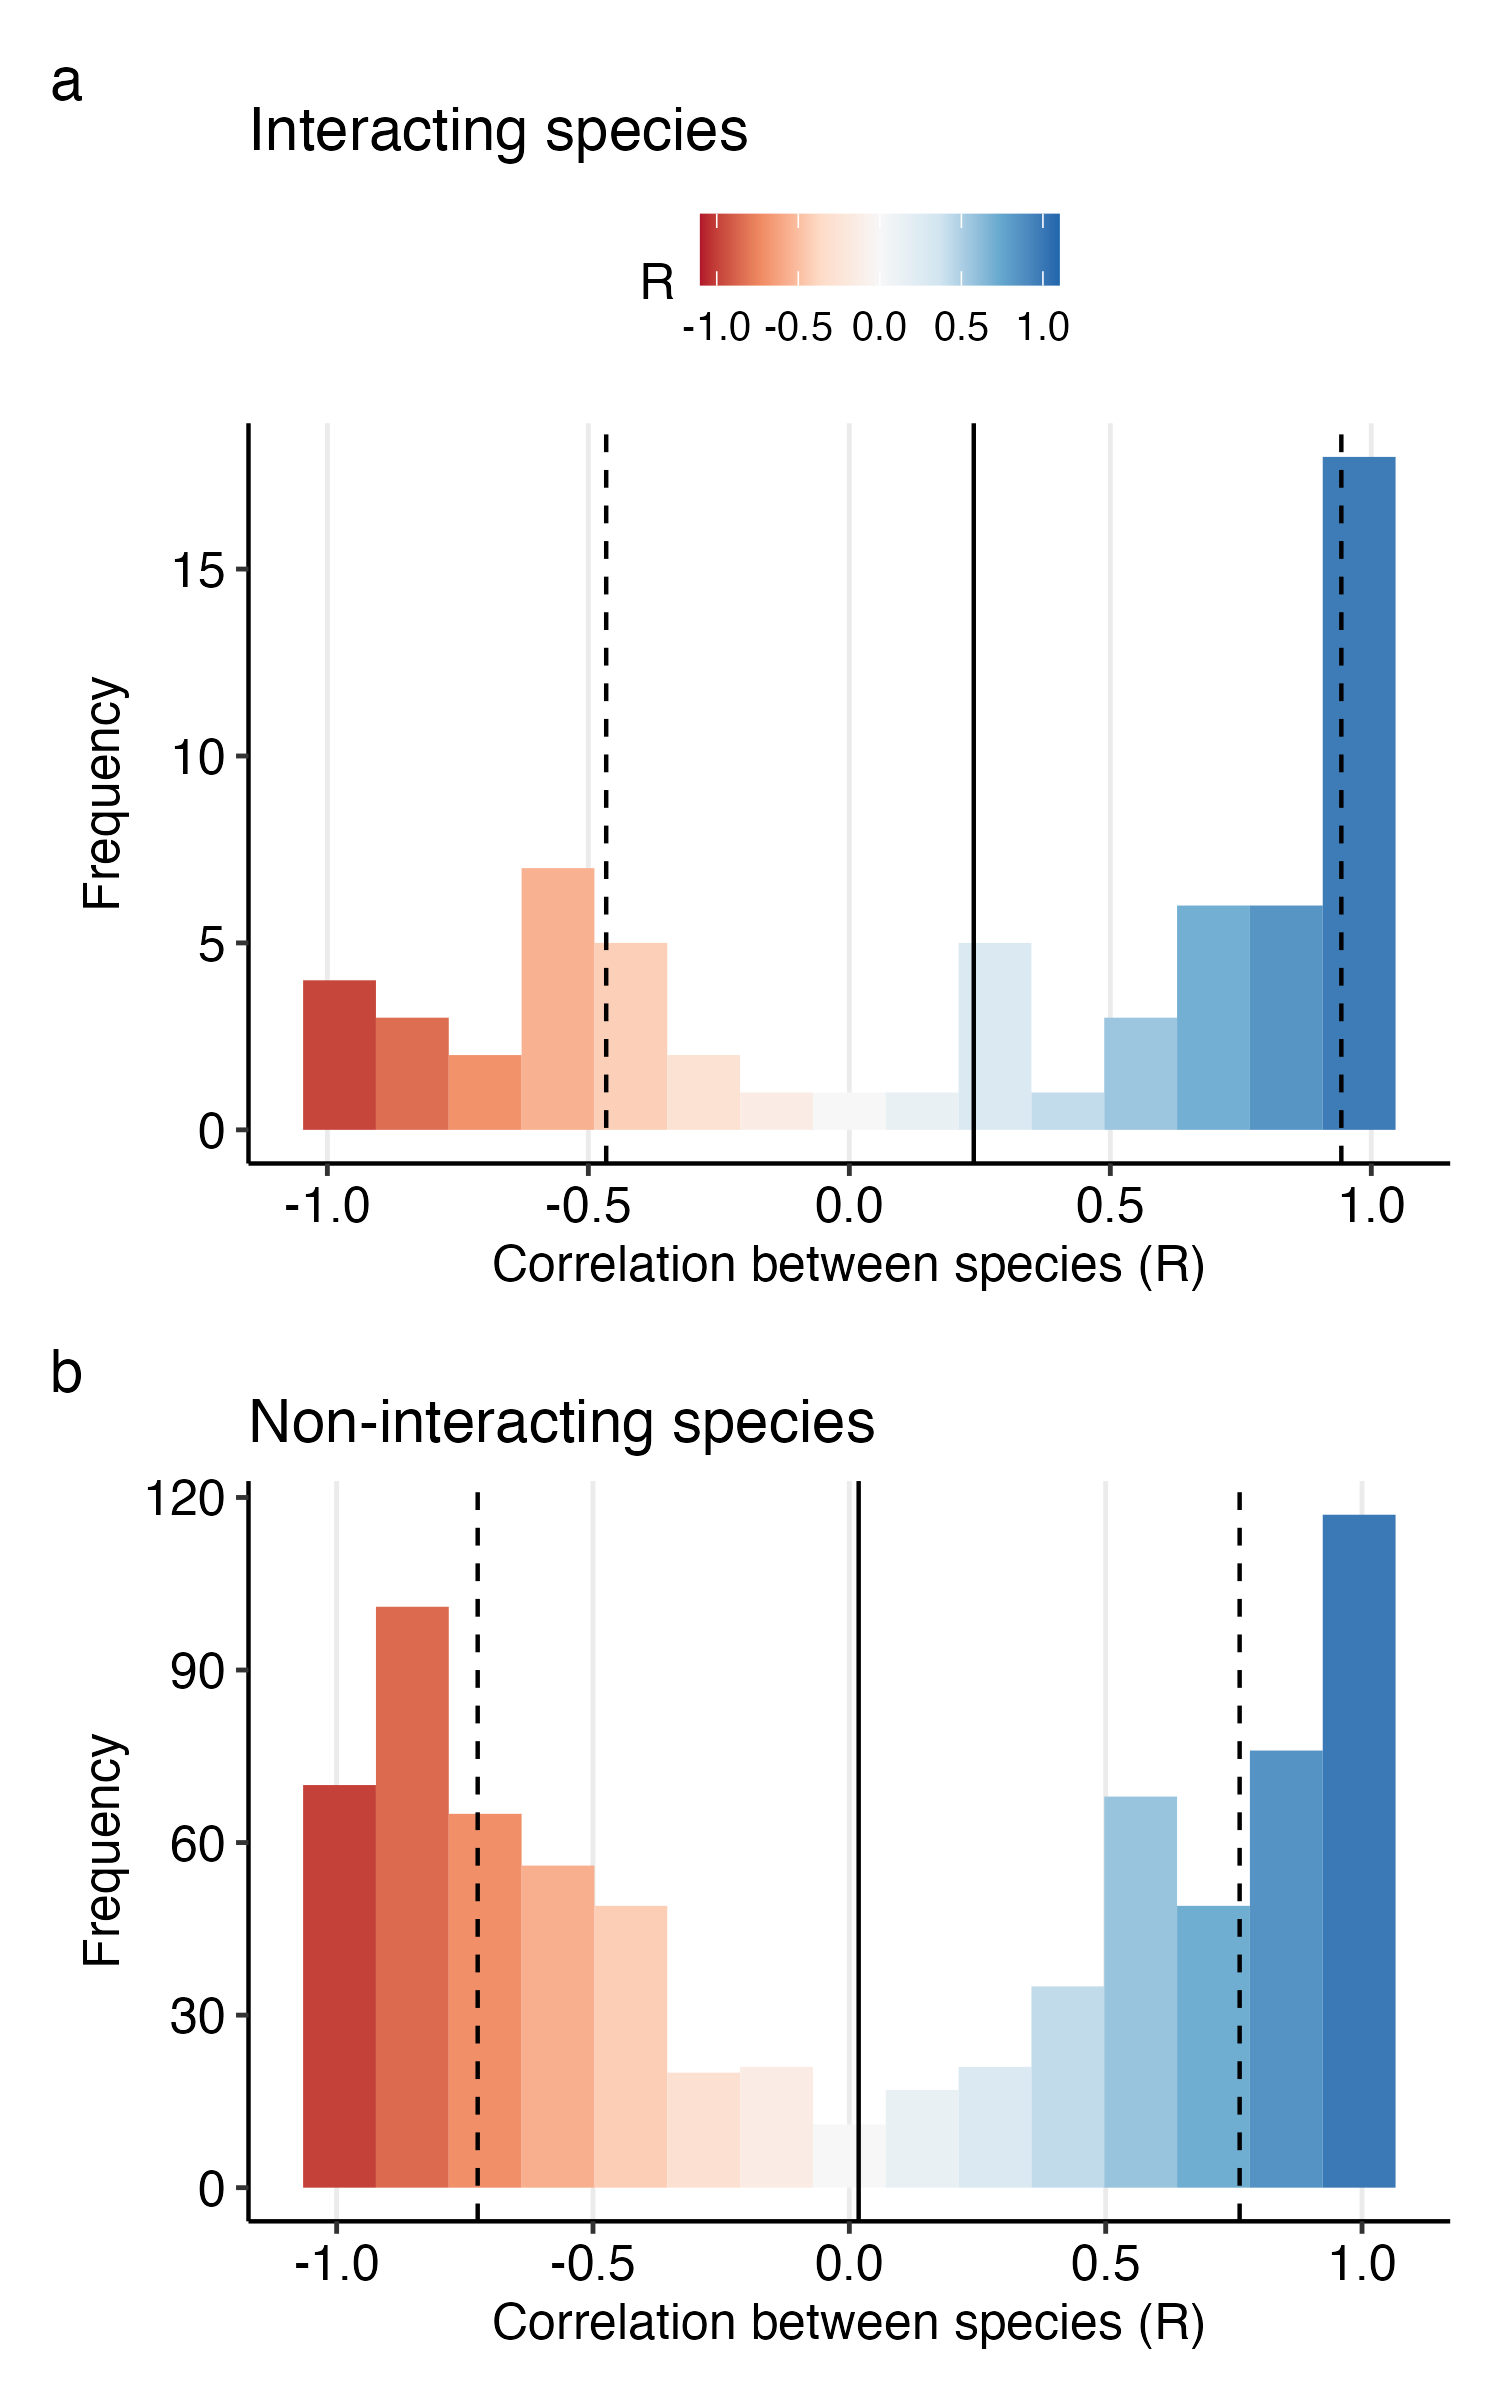 a
Interacting species
R
-1.0 -0.5 0.0 0.5 1.0
15
10
5
0
Frequency
-1.0 -0.5 0.0 0.5 1.0
Correlation between species (R)
b
Non-interacting species
120
90
60
30
0
Frequency
-1.0 -0.5 0.0 0.5 1.0
Correlation between species (R)